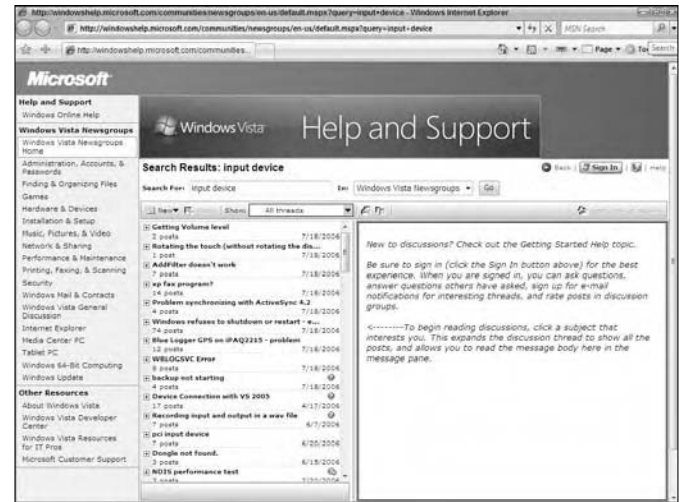 http://windowshelp.microsoft.com/communities/newsgroups/en-us/default.mspx?query=input+device - Windows Internet Explorer
http://windowshelp.microsoft.com/communities/newsgroups/en-us/default.mspx?query=input+device
MSN Search
http://windowshelp.microsoft.com/communities...
Page
Search
Microsoft
Help and Support
Windows Online Help
Windows Vista Newsgroups
Windows Vista Newsgroups Home
Administration, Accounts, & Passwords
Finding & Organizing Files
Games
Hardware & Devices
Installation & Setup
Music, Pictures, & Video
Network & Sharing
Performance & Maintenance
Printing, Faxing, & Scanning
Security
Windows Mail & Contacts
Windows Vista General Discussion
Internet Explorer
Media Center PC
Tablet PC
Windows 64-Bit Computing
Windows Update
Other Resources
About Windows Vista
Windows Vista Developer Center
Windows Vista Resources for IT Pros
Microsoft Customer Support
Windows Vista
Help and Support
Search Results: input device
Back | Sign In | Help
Search For: input device In: Windows Vista Newsgroups Go
New Show: All threads
Getting Volume level
2 posts 7/18/2006
Rotating the touch (without rotating the dis...
1 post 7/18/2006
AddFilter doesn't work
7 posts 7/18/2006
xp fax program?
14 posts 7/18/2006
Problem synchronizing with ActiveSync 4.2
4 posts 7/18/2006
Windows refuses to shutdown or restart - e...
74 posts 7/18/2006
Blue Logger GPS on iPAQ2215 - problem
12 posts 7/18/2006
WBLOGSVC Error
8 posts 7/18/2006
backup not starting
4 posts 7/18/2006
Device Connection with VS 2005
17 posts 4/17/2006
Recording input and output in a wav file
7 posts 6/7/2006
pci input device
7 posts 6/20/2006
Dongle not found.
3 posts 6/15/2006
NDIS performance test
New to discussions? Check out the Getting Started Help topic.
Be sure to sign in (click the Sign In button above) for the best
experience. When you are signed in, you can ask questions,
answer questions others have asked, sign up for e-mail
notifications for interesting threads, and rate posts in discussion
groups.
<--------To begin reading discussions, click a subject that
interests you. This expands the discussion thread to show all the
posts, and allows you to read the message body here in the
message pane.